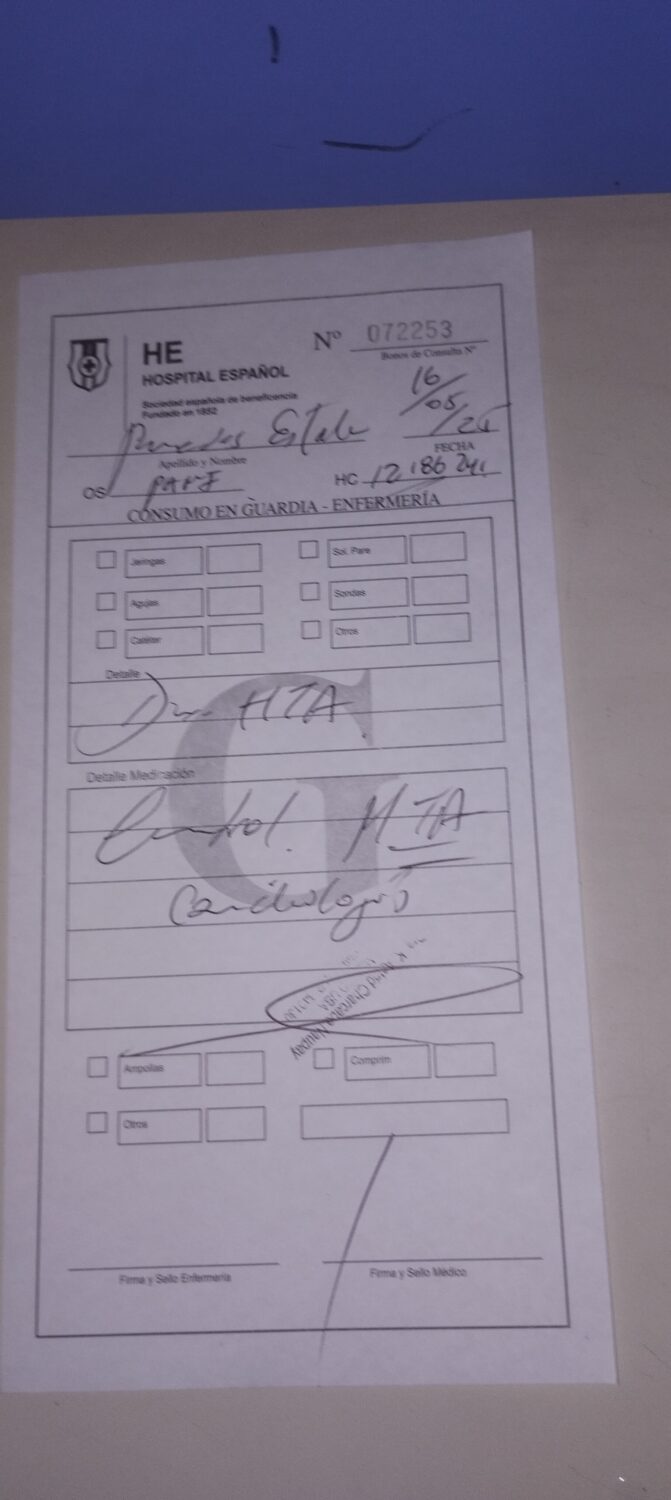 HE
HOSPITAL ESPAÑOL
Sociedad española de beneficencia
Fundado en 1852
Nº 072253
Bonos de Consulta Nº
16/05/25
FECHA
Paredes Estela
Apellido y Nombre
OS PAMI
HC 12186241
CONSUMO EN GUARDIA - ENFERMERÍA
Jeringas
Sol. Pare
Agujas
Sondas
Catéter
Otros
Detalle
HTA
Detalle Medicación
Control. HTA
Cardiología
Ampollas
Comprim
Otros
Firma y Sello Enfermería
Firma y Sello Médico
G